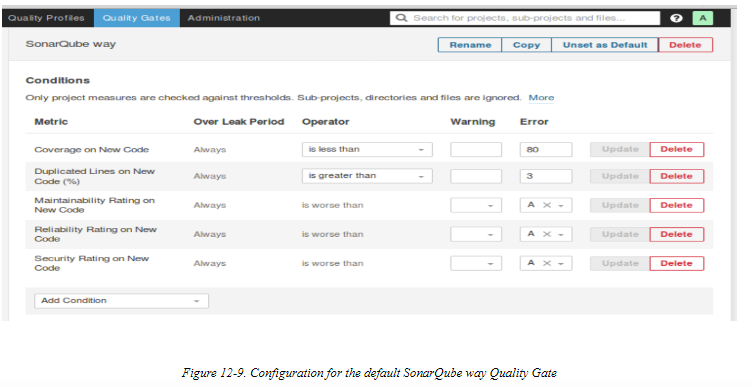 Quality Profiles Quality Gates Administration Search for projects, sub-projects and files... ? A
SonarQube way Rename Copy Unset as Default Delete
Conditions
Only project measures are checked against thresholds. Sub-projects, directories and files are ignored. More
Metric Over Leak Period Operator Warning Error
Coverage on New Code Always is less than 80 Update Delete
Duplicated Lines on New
Code (%) Always is greater than 3 Update Delete
Maintainability Rating on
New Code Always is worse than A Update Delete
Reliability Rating on New
Code Always is worse than A Update Delete
Security Rating on New
Code Always is worse than A Update Delete
Add Condition
Figure 12-9. Configuration for the default SonarQube way Quality Gate